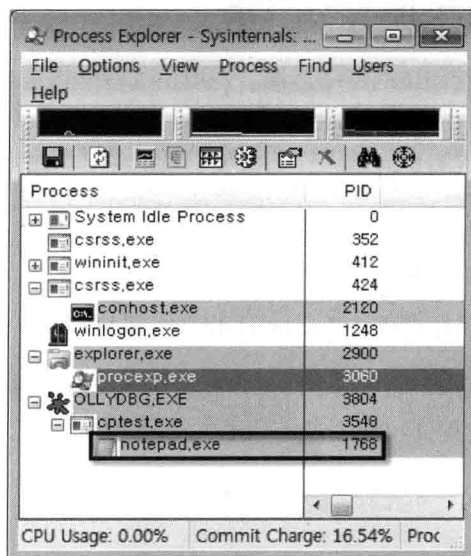 Process Explorer - Sysinternals: ...
File Options View Process Find Users
Help
Process PID
System Idle Process 0
csrss,exe 352
wininit,exe 412
csrss,exe 424
conhost,exe 2120
winlogon,exe 1248
explorer,exe 2900
procexp,exe 3060
OLLYDBG,EXE 3804
cptest,exe 3548
notepad,exe 1768
CPU Usage: 0.00% Commit Charge: 16.54% Proc